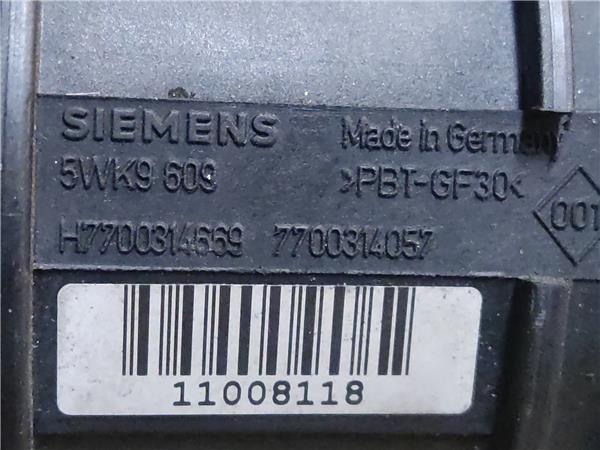 SIEMENS Made in Germany
5WK9 609 >PBT-GF30<
H7700314669 7700314057
001
11008118